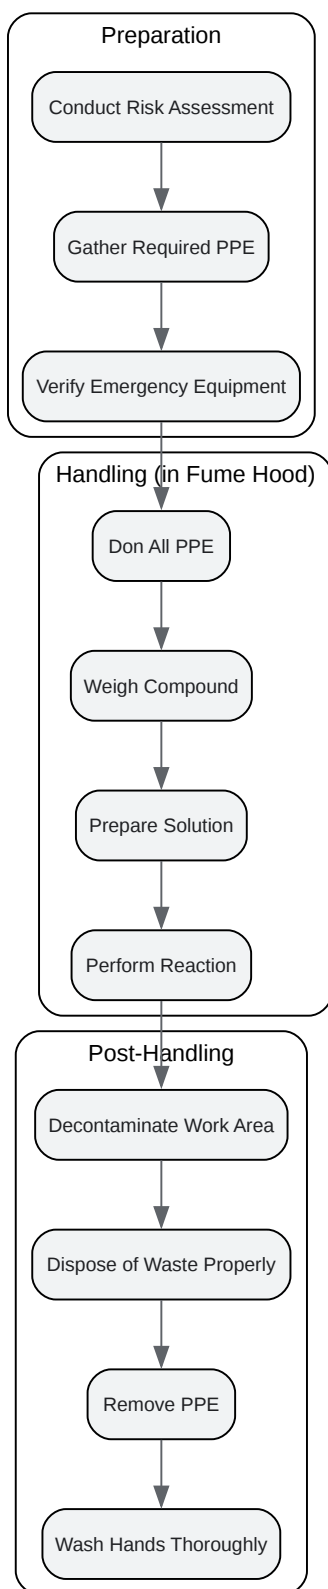 Preparation
Conduct Risk Assessment
Gather Required PPE
Verify Emergency Equipment
Handling (in Fume Hood)
Don All PPE
Weigh Compound
Prepare Solution
Perform Reaction
Post-Handling
Decontaminate Work Area
Dispose of Waste Properly
Remove PPE
Wash Hands Thoroughly